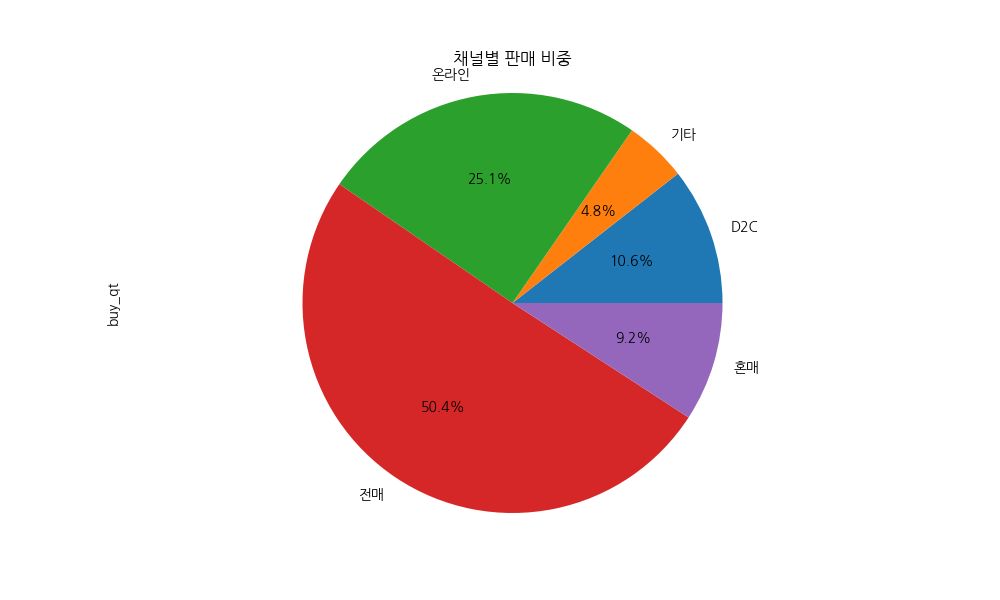 채널별 판매 비중
온라인
기타
25.1%
4.8%
D2C
10.6%
buy_qt
9.2%
혼매
50.4%
전매